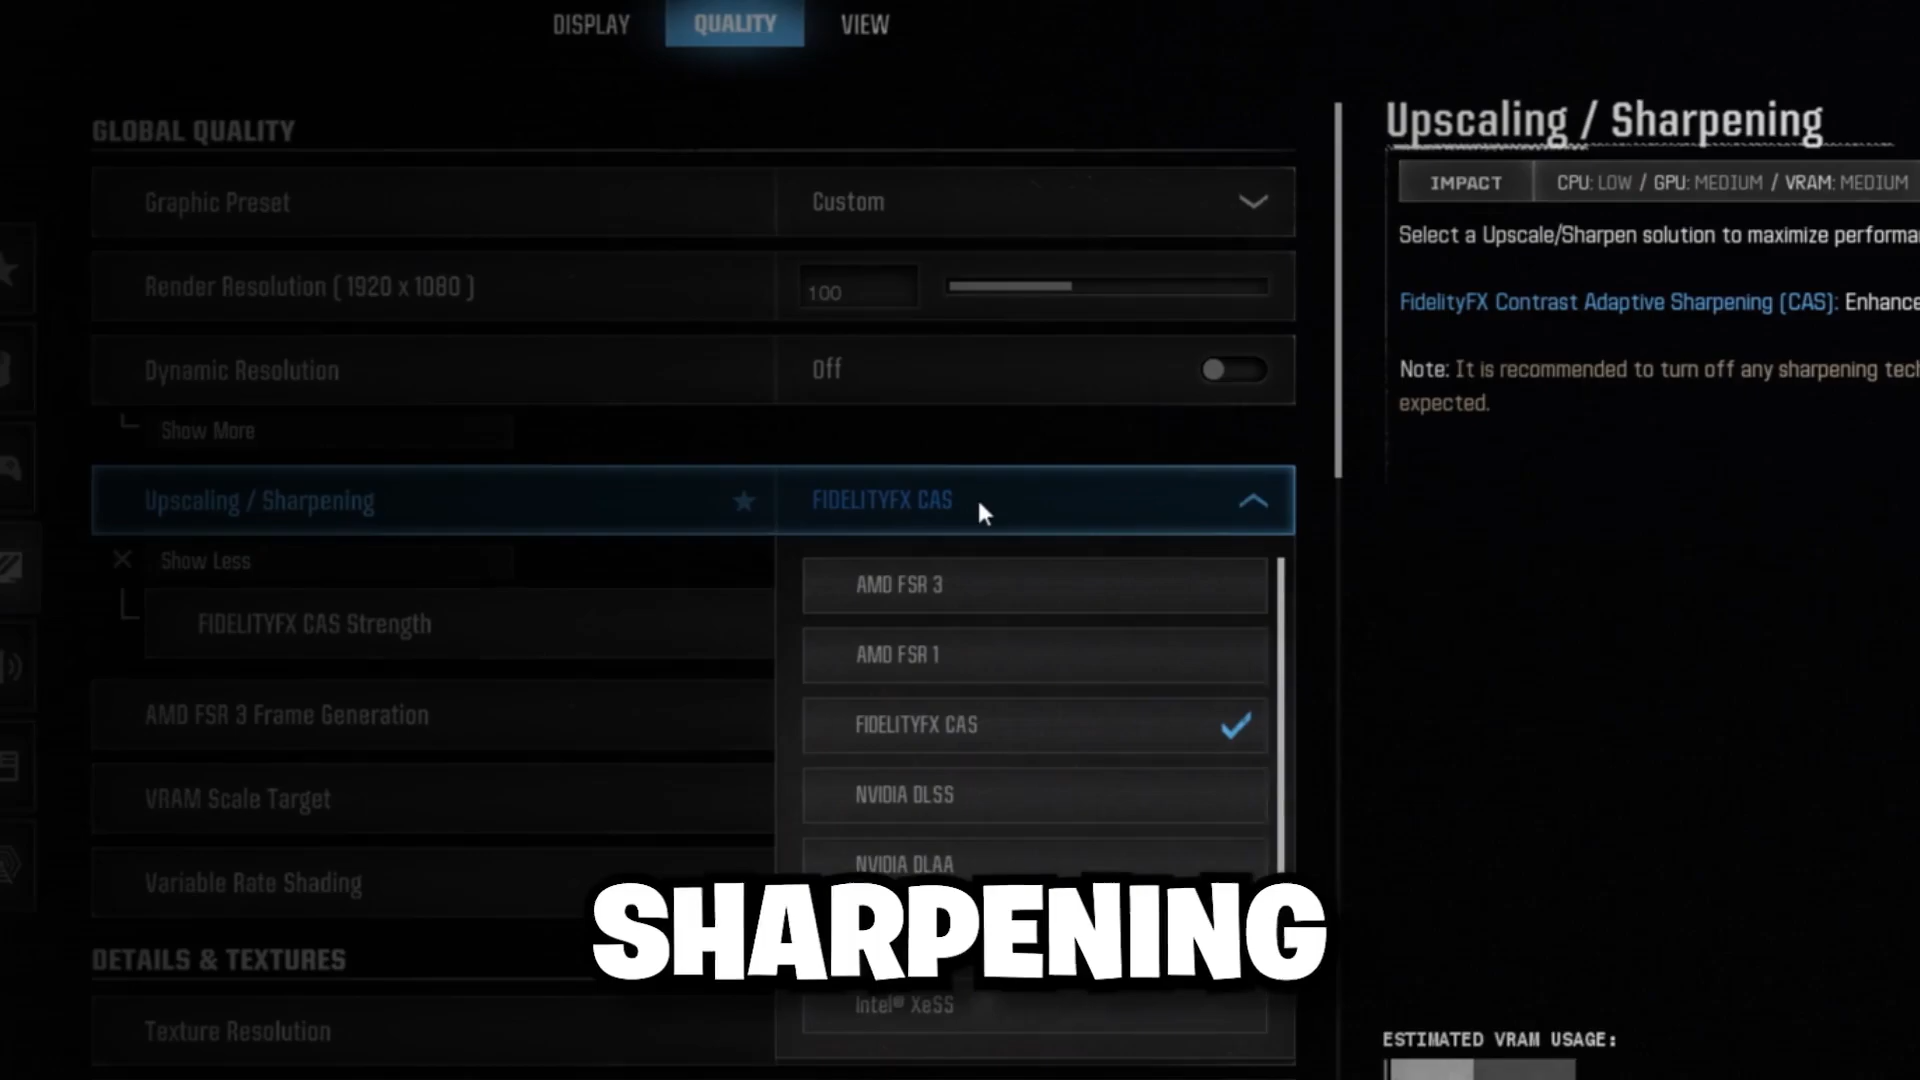 DISPLAY
QUALITY
VIEW
GLOBAL QUALITY
Graphic Preset
Custom
Render Resolution ( 1920 x 1080 )
100
Dynamic Resolution
Off
Show More
Upscaling / Sharpening
FIDELITYFX CAS
Show Less
FIDELITYFX CAS Strength
AMD FSR 3 Frame Generation
VRAM Scale Target
Variable Rate Shading
DETAILS & TEXTURES
Texture Resolution
AMD FSR 3
AMD FSR 1
FIDELITYFX CAS
NVIDIA DLSS
NVIDIA DLAA
Intel® XeSS
SHARPENING
Upscaling / Sharpening
IMPACT
CPU: LOW / GPU: MEDIUM / VRAM: MEDIUM
Select a Upscale/Sharpen solution to maximize performa
FidelityFX Contrast Adaptive Sharpening (CAS): Enhance
Note: It is recommended to turn off any sharpening tech
expected.
ESTIMATED VRAM USAGE: